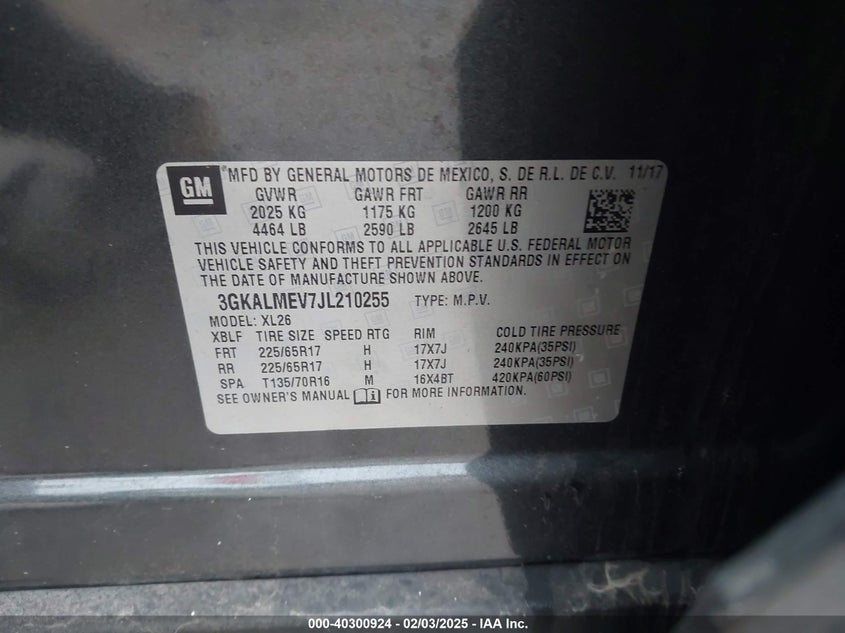 GM
MFD BY GENERAL MOTORS DE MEXICO, S. DE R.L. DE C.V. 11/17
GVWR GAWR FRT GAWR RR
2025 KG 1175 KG 1200 KG
4464 LB 2590 LB 2645 LB
THIS VEHICLE CONFORMS TO ALL APPLICABLE U.S. FEDERAL MOTOR
VEHICLE SAFETY AND THEFT PREVENTION STANDARDS IN EFFECT ON
THE DATE OF MANUFACTURE SHOWN ABOVE.
3GKALMEV7JL210255 TYPE: M.P.V.
MODEL: XL26
XBLF TIRE SIZE SPEED RTG RIM COLD TIRE PRESSURE
FRT 225/65R17 H 17X7J 240KPA(35PSI)
RR 225/65R17 H 17X7J 240KPA(35PSI)
SPA T135/70R16 M 16X4BT 420KPA(60PSI)
SEE OWNER'S MANUAL FOR MORE INFORMATION.
000-40300924 - 02/03/2025 - IAA Inc.